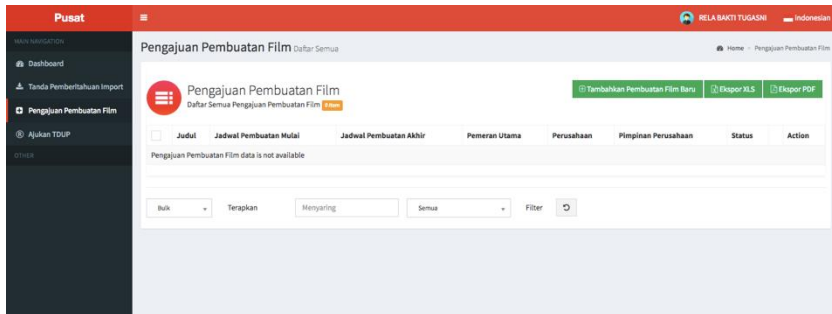 Pusat
RELA BAKTI TUGASNI
Indonesian
MAIN NAVIGATION
Dashboard
Tanda Pemberitahuan Import
Pengajuan Pembuatan Film
Ajukan TDUP
OTHER
Pengajuan Pembuatan Film Daftar Semua
Home > Pengajuan Pembuatan Film
Pengajuan Pembuatan Film
Daftar Semua Pengajuan Pembuatan Film
Tambahkan Pembuatan Film Baru
Ekspor XLS
Ekspor PDF
Judul Jadwal Pembuatan Mulai Jadwal Pembuatan Akhir Pemeran Utama Perusahaan Pimpinan Perusahaan Status Action
Pengajuan Pembuatan Film data is not available
Bulk Terapkan Menyaring Semua Filter